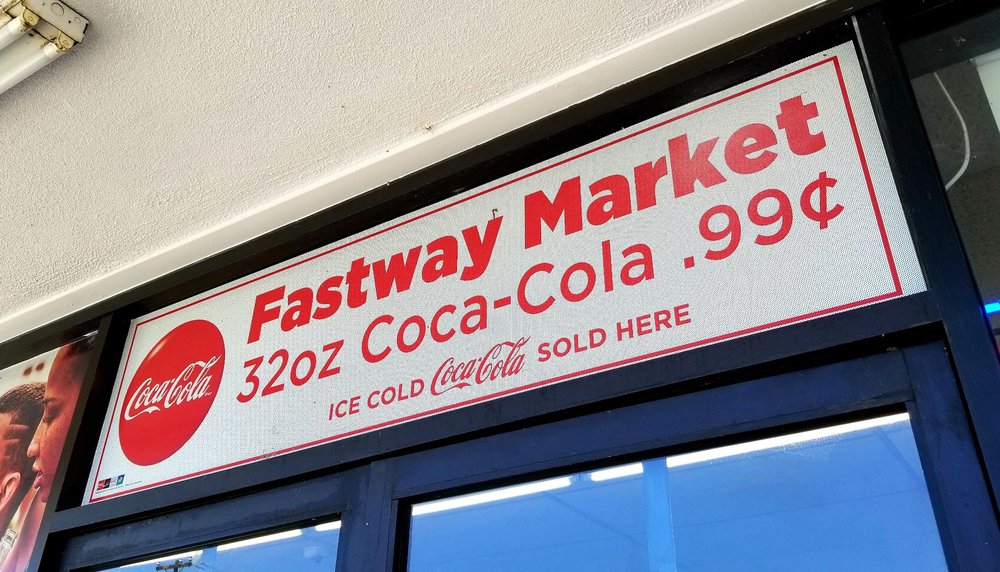 Fastway Market
32oz Coca-Cola .99¢
ICE COLD Coca-Cola SOLD HERE
Coca-Cola